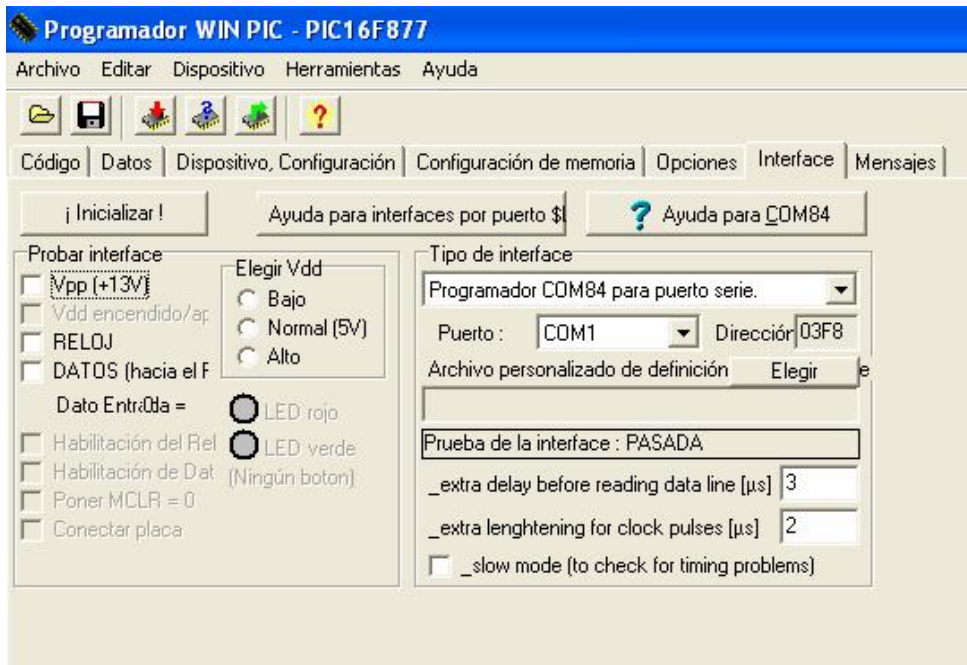 Programador WIN PIC - PIC16F877
Archivo Editar Dispositivo Herramientas Ayuda
Código Datos Dispositivo, Configuración Configuración de memoria Opciones Interface Mensajes
¡ Inicializar ! Ayuda para interfaces por puerto $ Ayuda para COM84
Probar interface
Vpp (+13V)
Vdd encendido/ap
RELOJ
DATOS (hacia el
Dato Entrada =
Habilitación del Rel
Habilitación de Dat
Poner MCLR = 0
Conectar placa
Elegir Vdd
Bajo
Normal (5V)
Alto
LED rojo
LED verde
(Ningún boton)
Tipo de interface
Programador COM84 para puerto serie.
Puerto : COM1 Dirección 03F8
Archivo personalizado de definición Elegir e
Prueba de la interface : PASADA
_extra delay before reading data line [µs] 3
_extra lenghtening for clock pulses [µs] 2
_slow mode (to check for timing problems)